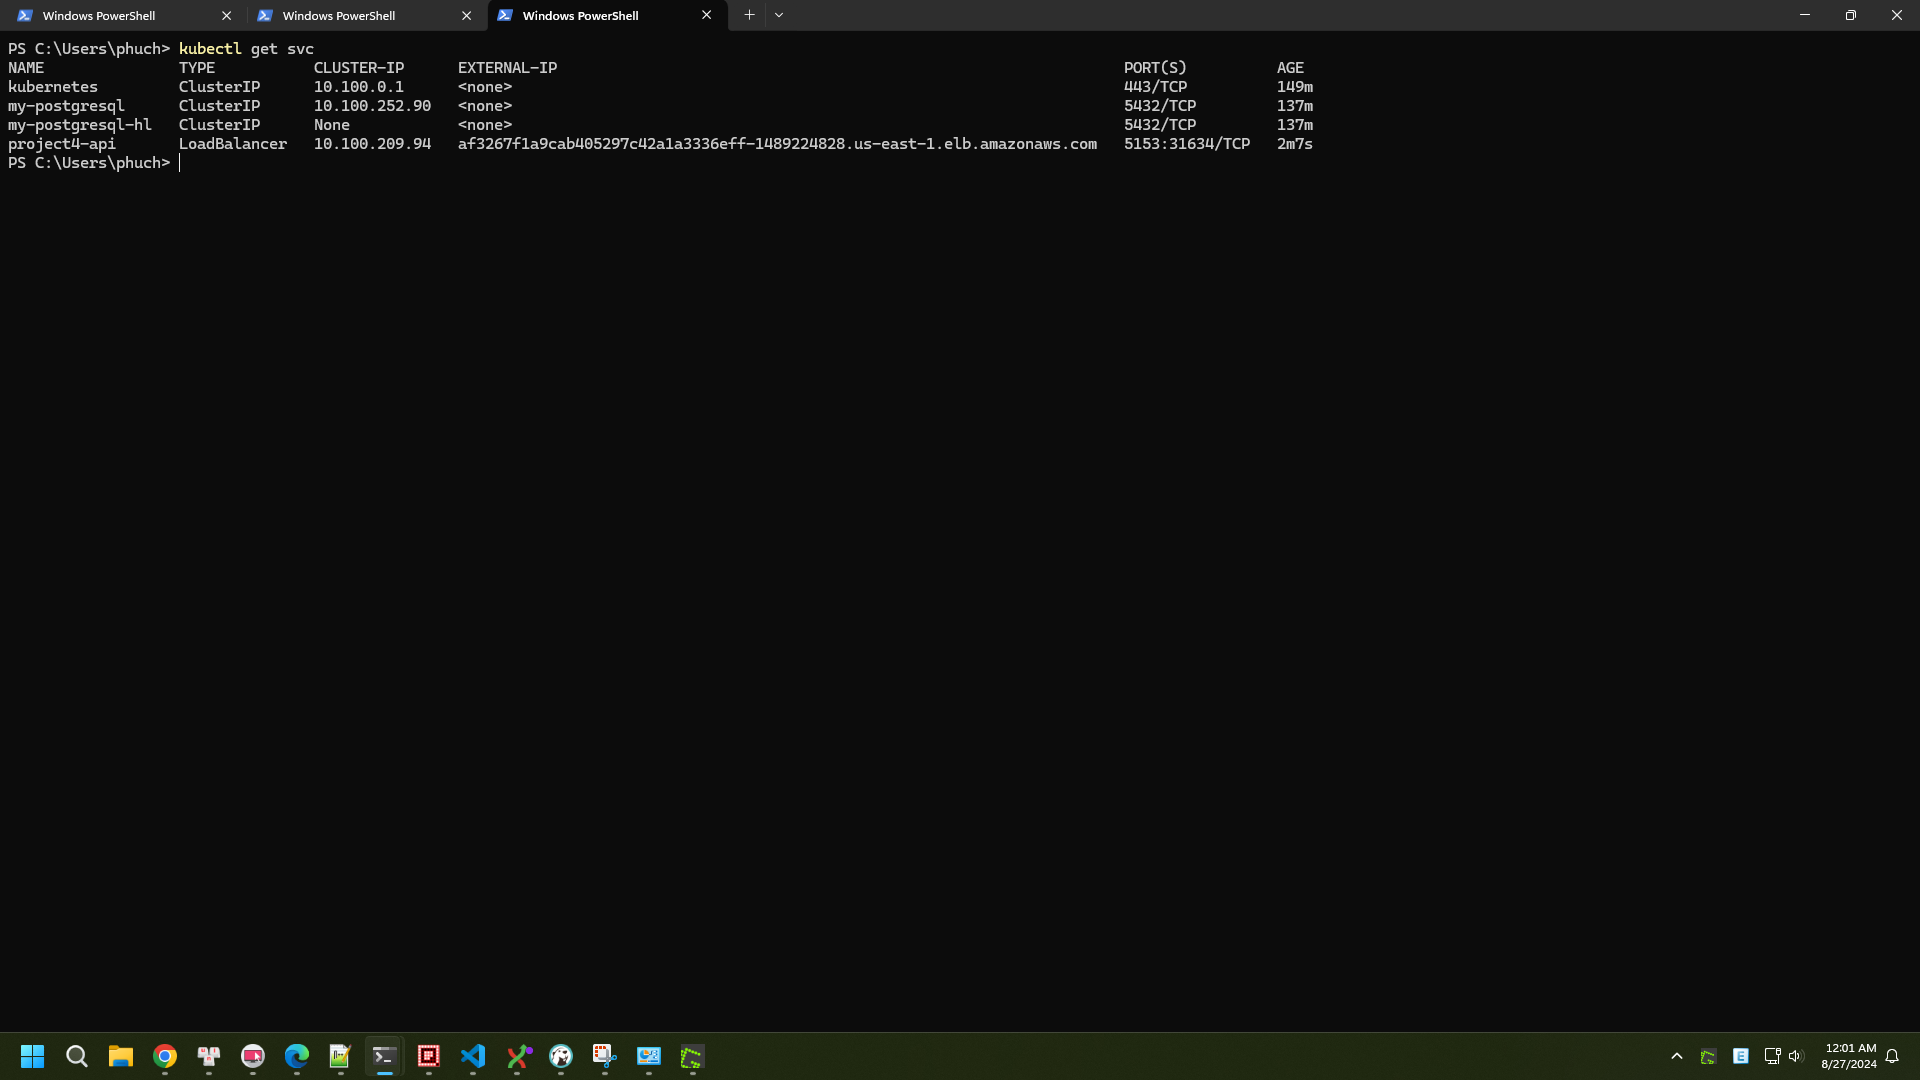 Windows PowerShell Windows PowerShell Windows PowerShell
PS C:\Users\phuch> kubectl get svc
NAME TYPE CLUSTER-IP EXTERNAL-IP PORT(S) AGE
kubernetes ClusterIP 10.100.0.1 <none> 443/TCP 149m
my-postgresql ClusterIP 10.100.252.90 <none> 5432/TCP 137m
my-postgresql-hl ClusterIP None <none> 5432/TCP 137m
project4-api LoadBalancer 10.100.209.94 af3267f1a9cab405297c42a1a3336eff-1489224828.us-east-1.elb.amazonaws.com 5153:31634/TCP 2m7s
PS C:\Users\phuch>
12:01 AM
8/27/2024